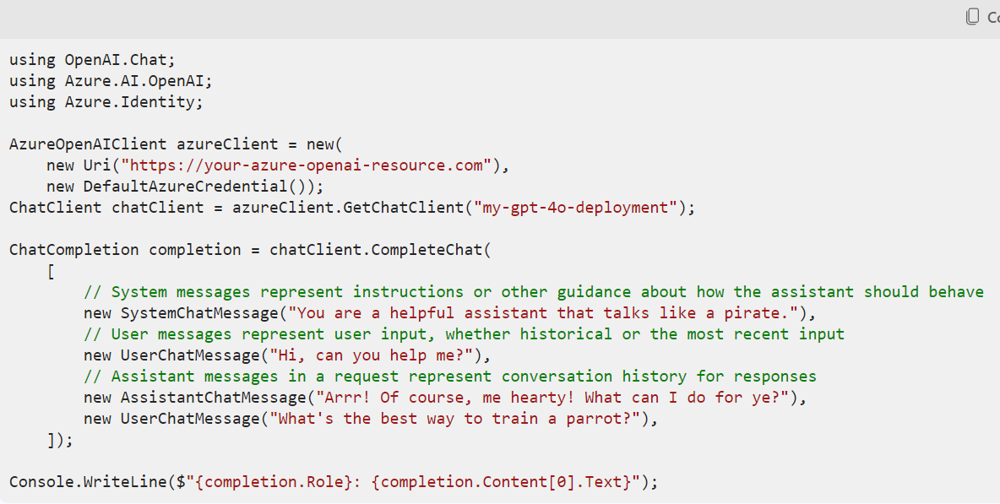 using OpenAI.Chat;
using Azure.AI.OpenAI;
using Azure.Identity;

AzureOpenAIClient azureClient = new(
    new Uri("https://your-azure-openai-resource.com"),
    new DefaultAzureCredential());
ChatClient chatClient = azureClient.GetChatClient("my-gpt-4o-deployment");

ChatCompletion completion = chatClient.CompleteChat(
    [
        // System messages represent instructions or other guidance about how the assistant should behave
        new SystemChatMessage("You are a helpful assistant that talks like a pirate."),
        // User messages represent user input, whether historical or the most recent input
        new UserChatMessage("Hi, can you help me?"),
        // Assistant messages in a request represent conversation history for responses
        new AssistantChatMessage("Arrr! Of course, me hearty! What can I do for ye?"),
        new UserChatMessage("What's the best way to train a parrot?"),
    ]);

Console.WriteLine($"{completion.Role}: {completion.Content[0].Text}");